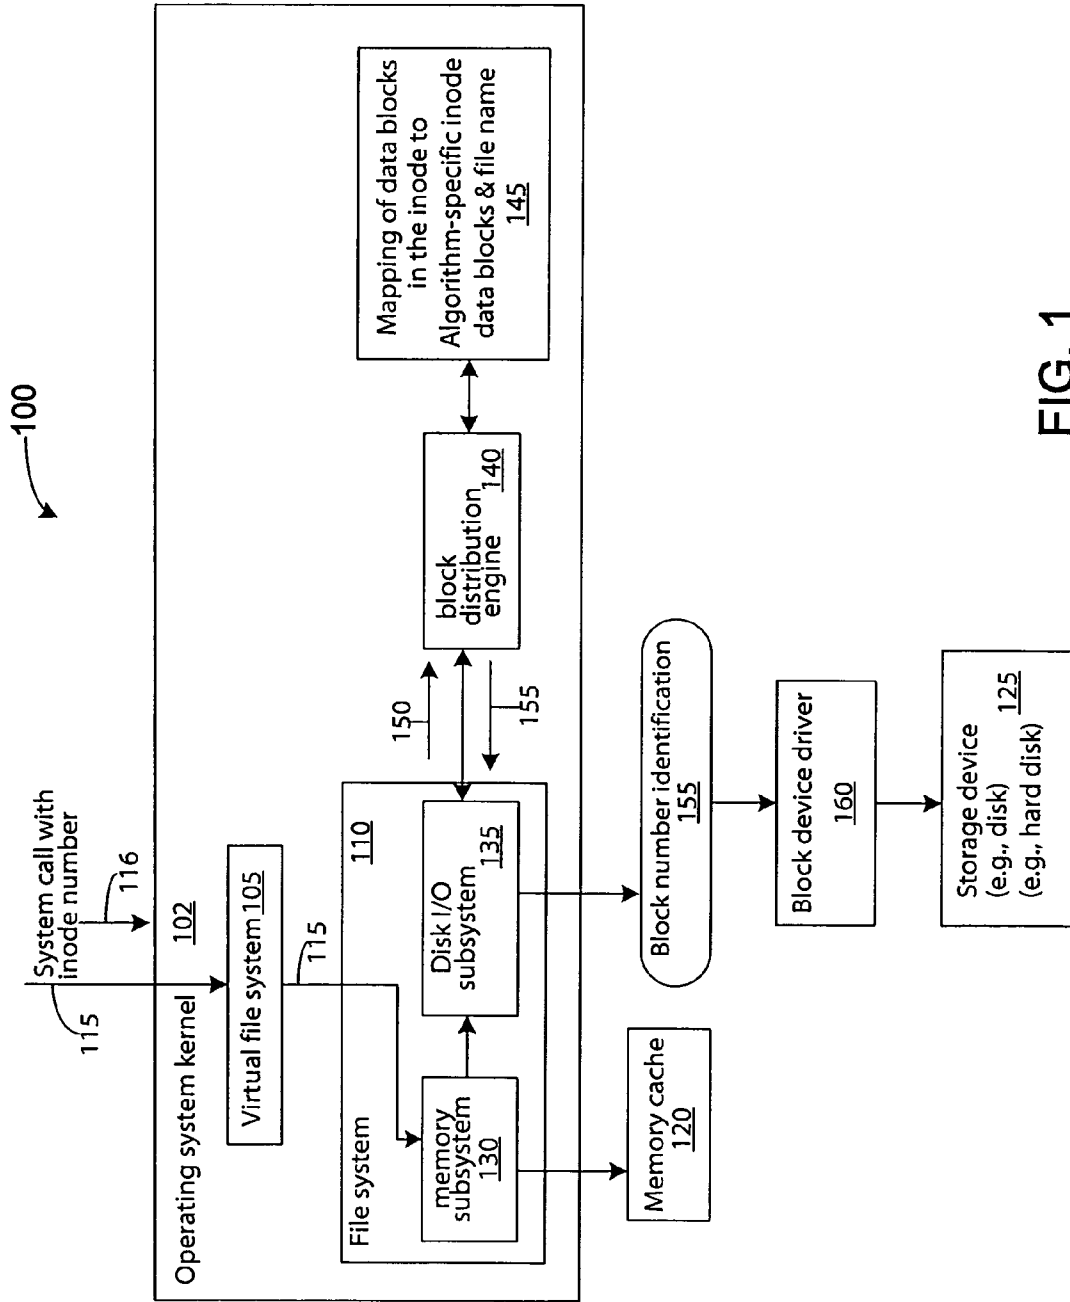 100
System call with
inode number
115
116
Operating system kernel
102
Virtual file system 105
115
File system
110
memory
subsystem
130
Disk I/O
subsystem
135
150
155
block
distribution
engine
140
Mapping of data blocks
in the inode to
Algorithm-specific inode
data blocks & file name
145
Memory cache
120
Block number identification
155
Block device driver
160
Storage device
(e.g., disk)
(e.g., hard disk)
125
FIG. 1